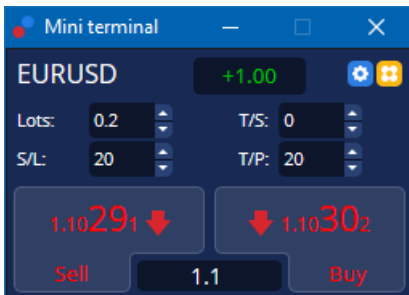 Mini terminal
EURUSD +1.00
Lots: 0.2 T/S: 0
S/L: 20 T/P: 20
1.10291 1.10302
Sell 1.1 Buy